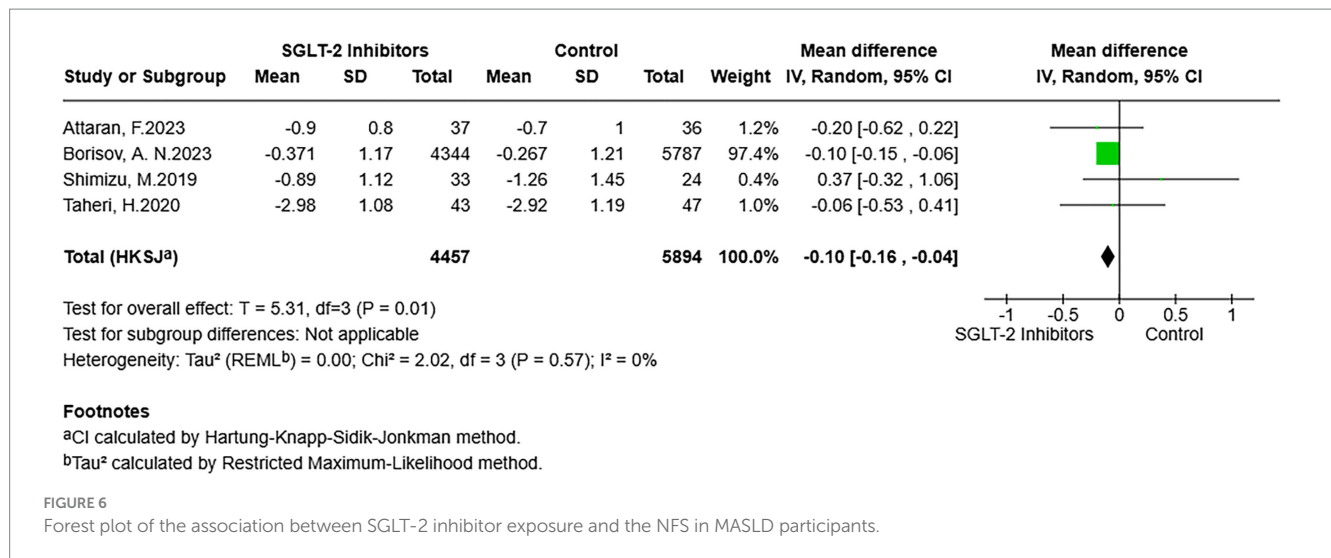 SGLT-2 Inhibitors Control Mean difference Mean difference
Study or Subgroup Mean SD Total Mean SD Total Weight IV, Random, 95% CI IV, Random, 95% CI
Attaran, F.2023 -0.9 0.8 37 -0.7 1 36 1.2% -0.20 [-0.62 , 0.22]
Borisov, A. N.2023 -0.371 1.17 4344 -0.267 1.21 5787 97.4% -0.10 [-0.15 , -0.06]
Shimizu, M.2019 -0.89 1.12 33 -1.26 1.45 24 0.4% 0.37 [-0.32 , 1.06]
Taheri, H.2020 -2.98 1.08 43 -2.92 1.19 47 1.0% -0.06 [-0.53 , 0.41]
Total (HKSJᵃ) 4457 5894 100.0% -0.10 [-0.16 , -0.04]
Test for overall effect: T = 5.31, df=3 (P = 0.01)
Test for subgroup differences: Not applicable
Heterogeneity: Tau² (REMLᵇ) = 0.00; Chi² = 2.02, df = 3 (P = 0.57); I² = 0%
-1 -0.5 0 0.5 1
SGLT-2 Inhibitors Control
Footnotes
ᵃCI calculated by Hartung-Knapp-Sidik-Jonkman method.
ᵇTau² calculated by Restricted Maximum-Likelihood method.
FIGURE 6
Forest plot of the association between SGLT-2 inhibitor exposure and the NFS in MASLD participants.